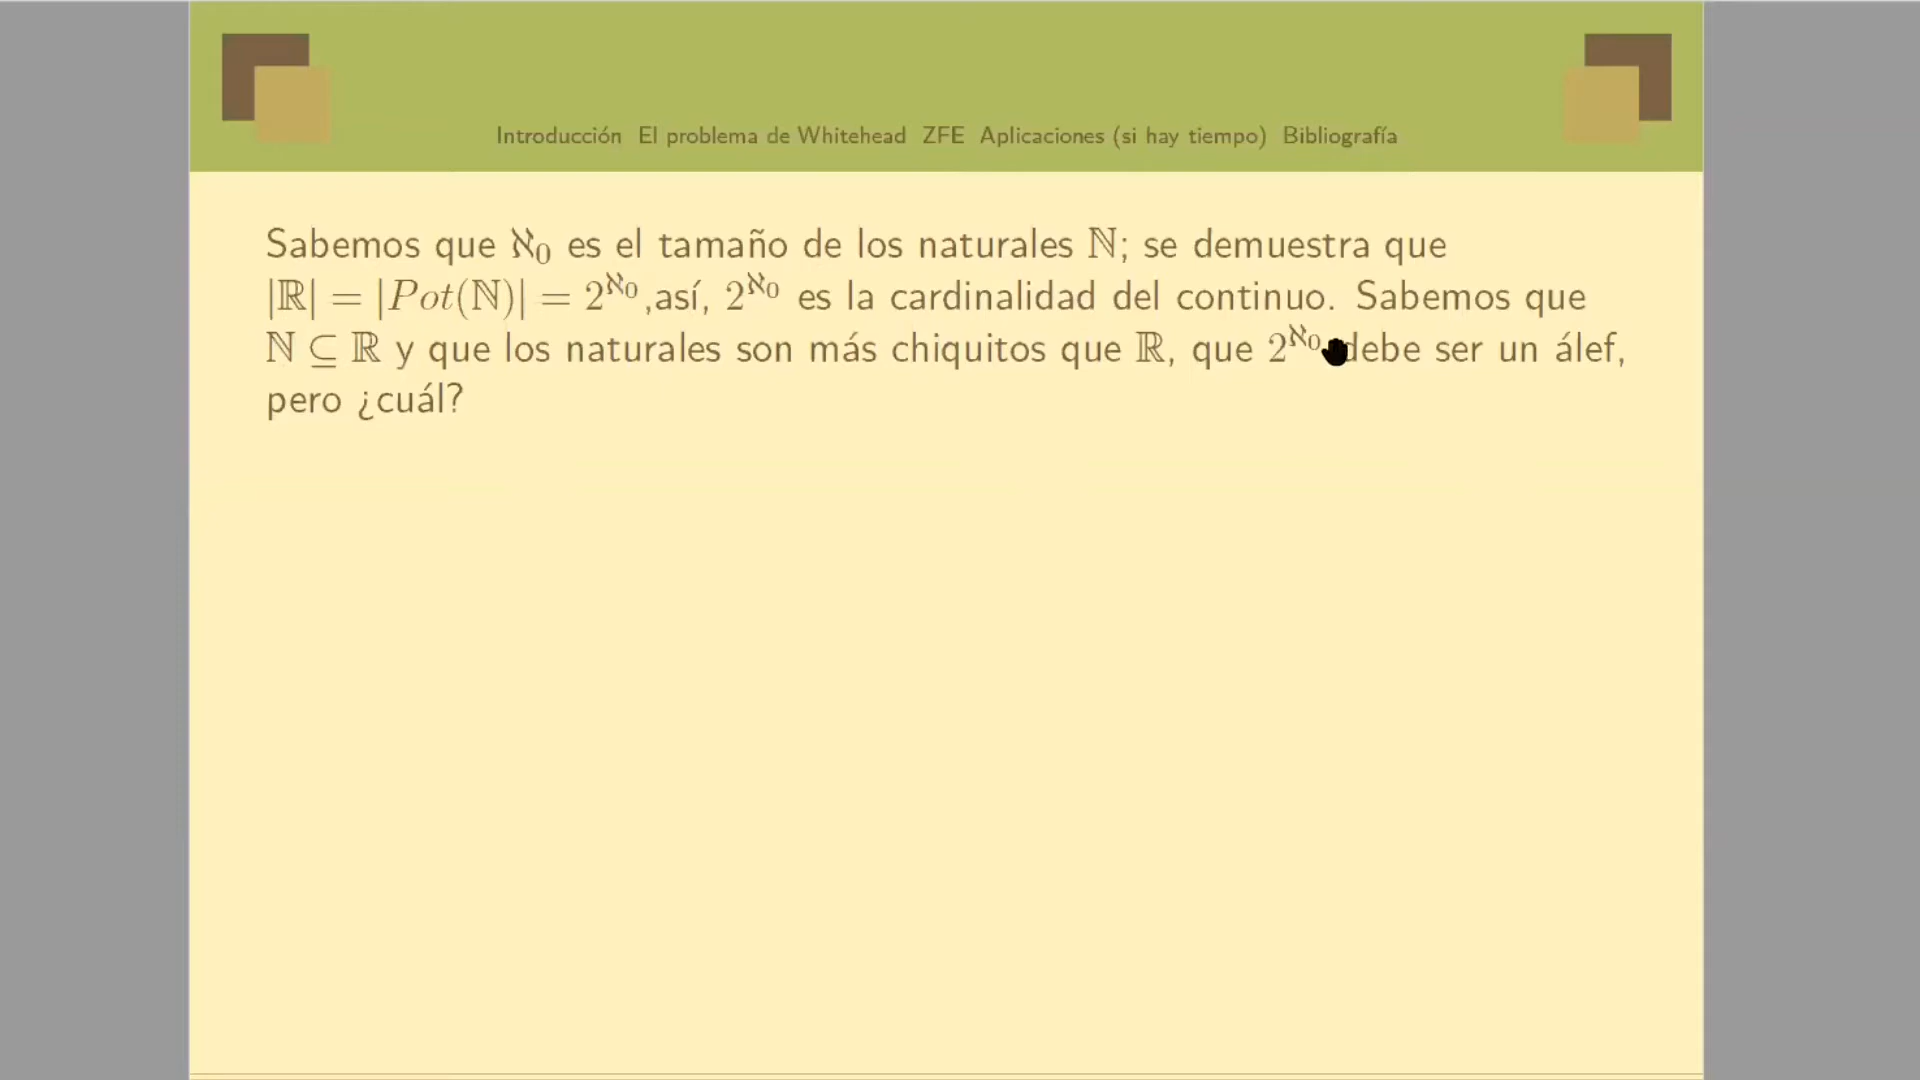 Introducción El problema de Whitehead ZFE Aplicaciones (si hay tiempo) Bibliografía
Sabemos que ℵ₀ es el tamaño de los naturales ℕ; se demuestra que
|ℝ| = |Pot(ℕ)| = 2^ℵ₀,así, 2^ℵ₀ es la cardinalidad del continuo. Sabemos que
ℕ ⊆ ℝ y que los naturales son más chiquitos que ℝ, que 2^ℵ₀ debe ser un álef,
pero ¿cuál?